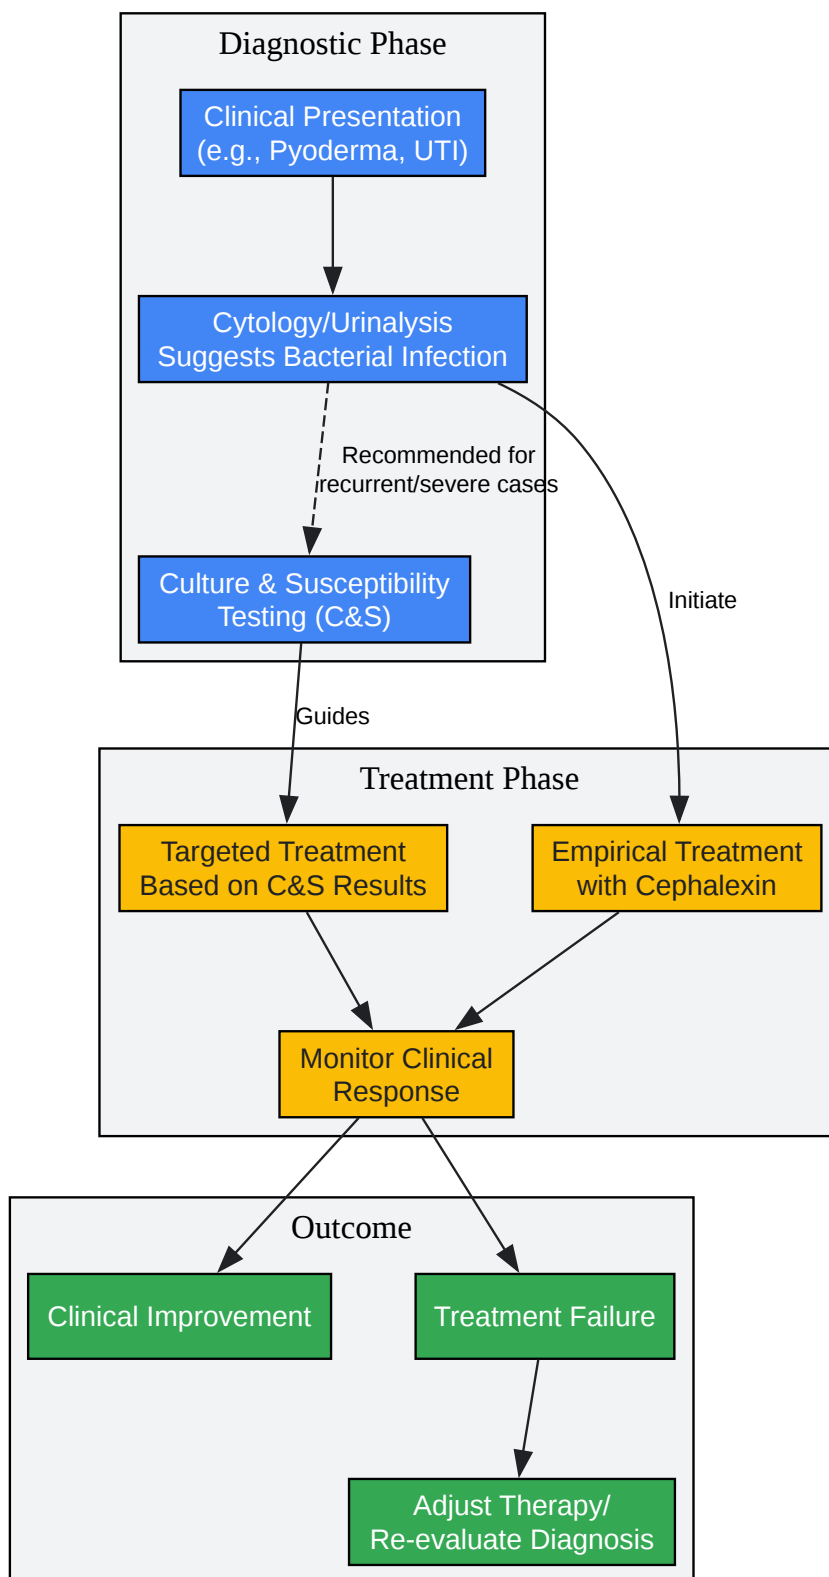 Diagnostic Phase
Clinical Presentation
(e.g., Pyoderma, UTI)
Cytology/Urinalysis
Suggests Bacterial Infection
Recommended for
recurrent/severe cases
Culture & Susceptibility
Testing (C&S)
Initiate
Guides
Treatment Phase
Targeted Treatment
Based on C&S Results
Empirical Treatment
with Cephalexin
Monitor Clinical
Response
Outcome
Clinical Improvement
Treatment Failure
Adjust Therapy/
Re-evaluate Diagnosis